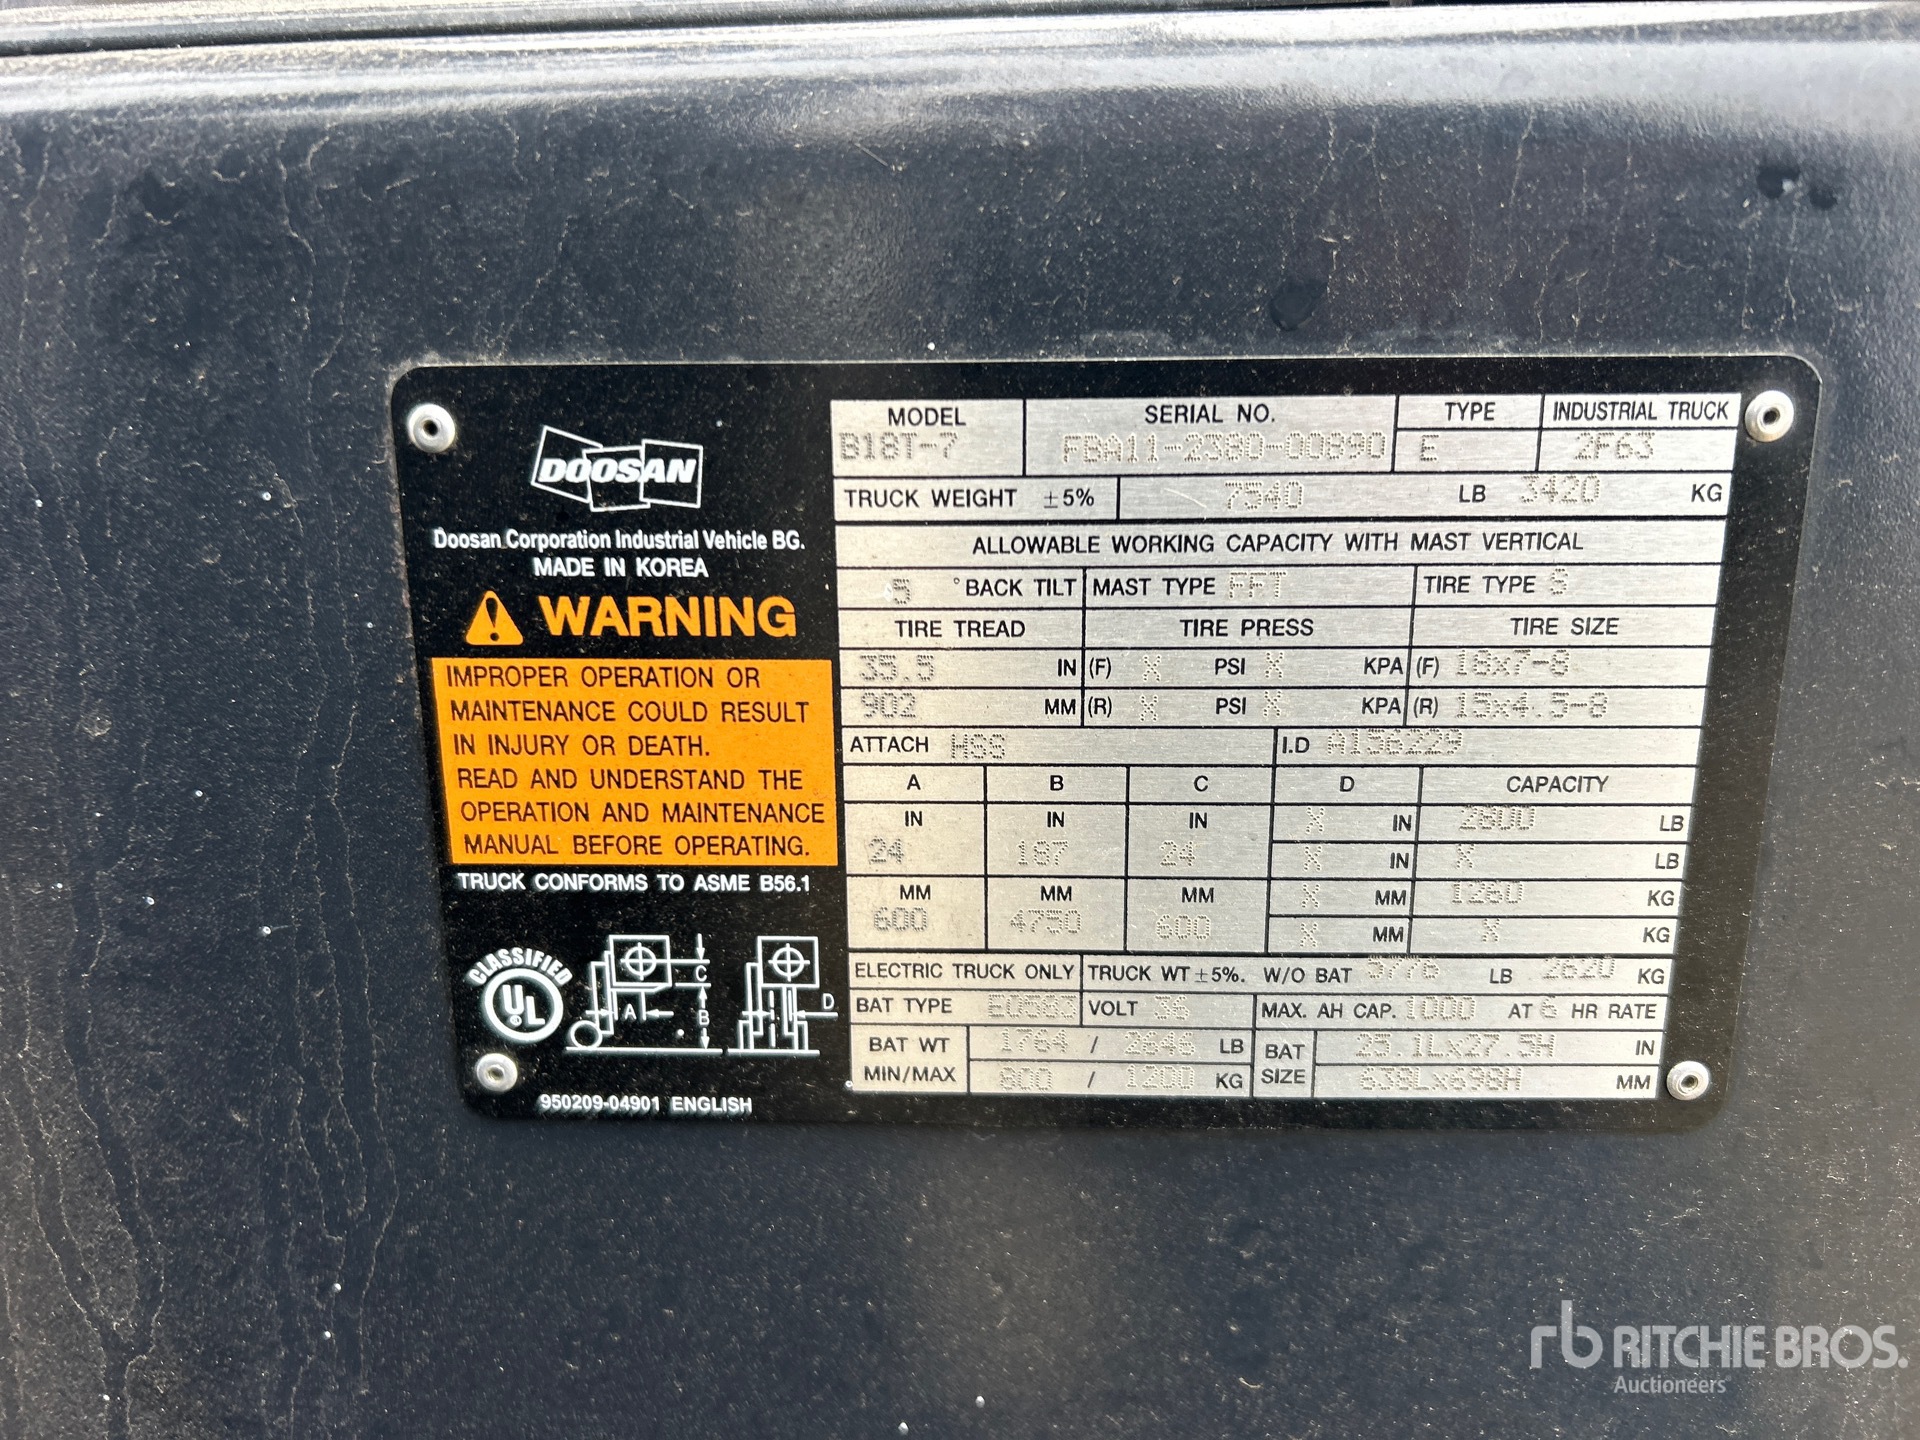 DOOSAN
Doosan Corporation Industrial Vehicle BG.
MADE IN KOREA
WARNING
IMPROPER OPERATION OR
MAINTENANCE COULD RESULT
IN INJURY OR DEATH.
READ AND UNDERSTAND THE
OPERATION AND MAINTENANCE
MANUAL BEFORE OPERATING.
TRUCK CONFORMS TO ASME B56.1
CLASSIFIED
UL ®
A B C D
950209-04901 ENGLISH
MODEL SERIAL NO. TYPE INDUSTRIAL TRUCK
B18T-7 FBA11-2380-00890 E 2F63
TRUCK WEIGHT ±5% 7540 LB 3420 KG
ALLOWABLE WORKING CAPACITY WITH MAST VERTICAL
5 °BACK TILT MAST TYPE FFT TIRE TYPE S
TIRE TREAD TIRE PRESS TIRE SIZE
35.5 IN (F) X PSI X KPA (F) 18x7-8
902 MM (R) X PSI X KPA (R) 15x4.5-8
ATTACH HSS I.D A156229
A B C D CAPACITY
IN IN IN X IN 2800 LB
24 187 24 X IN X LB
MM MM MM X MM 1260 KG
600 4750 600 X MM X KG
ELECTRIC TRUCK ONLY TRUCK WT ±5%. W/O BAT 5776 LB 2620 KG
BAT TYPE E0583 VOLT 36 MAX. AH CAP. 1000 AT 6 HR RATE
BAT WT 1764 / 2646 LB BAT 25.1Lx27.5H IN
MIN/MAX 800 / 1200 KG SIZE 638Lx698H MM
rb RITCHIE BROS.
Auctioneers